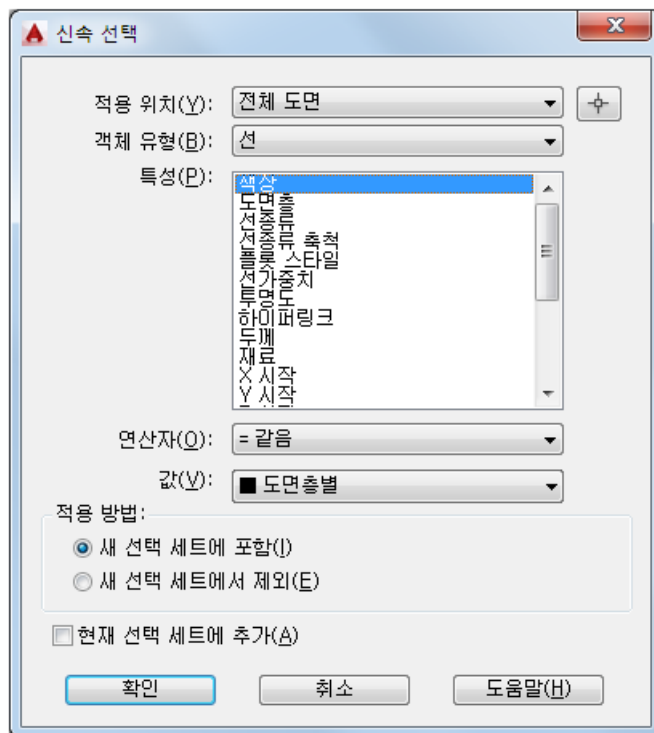 신속 선택
적용 위치(Y): 전체 도면
객체 유형(B): 선
특성(P):
색상
도면층
선종류
선종류 축척
플롯 스타일
선가중치
투명도
하이퍼링크
두께
재료
X 시작
Y 시작
연산자(O): = 같음
값(V): 도면층별
적용 방법:
새 선택 세트에 포함(I)
새 선택 세트에서 제외(E)
현재 선택 세트에 추가(A)
확인 취소 도움말(H)